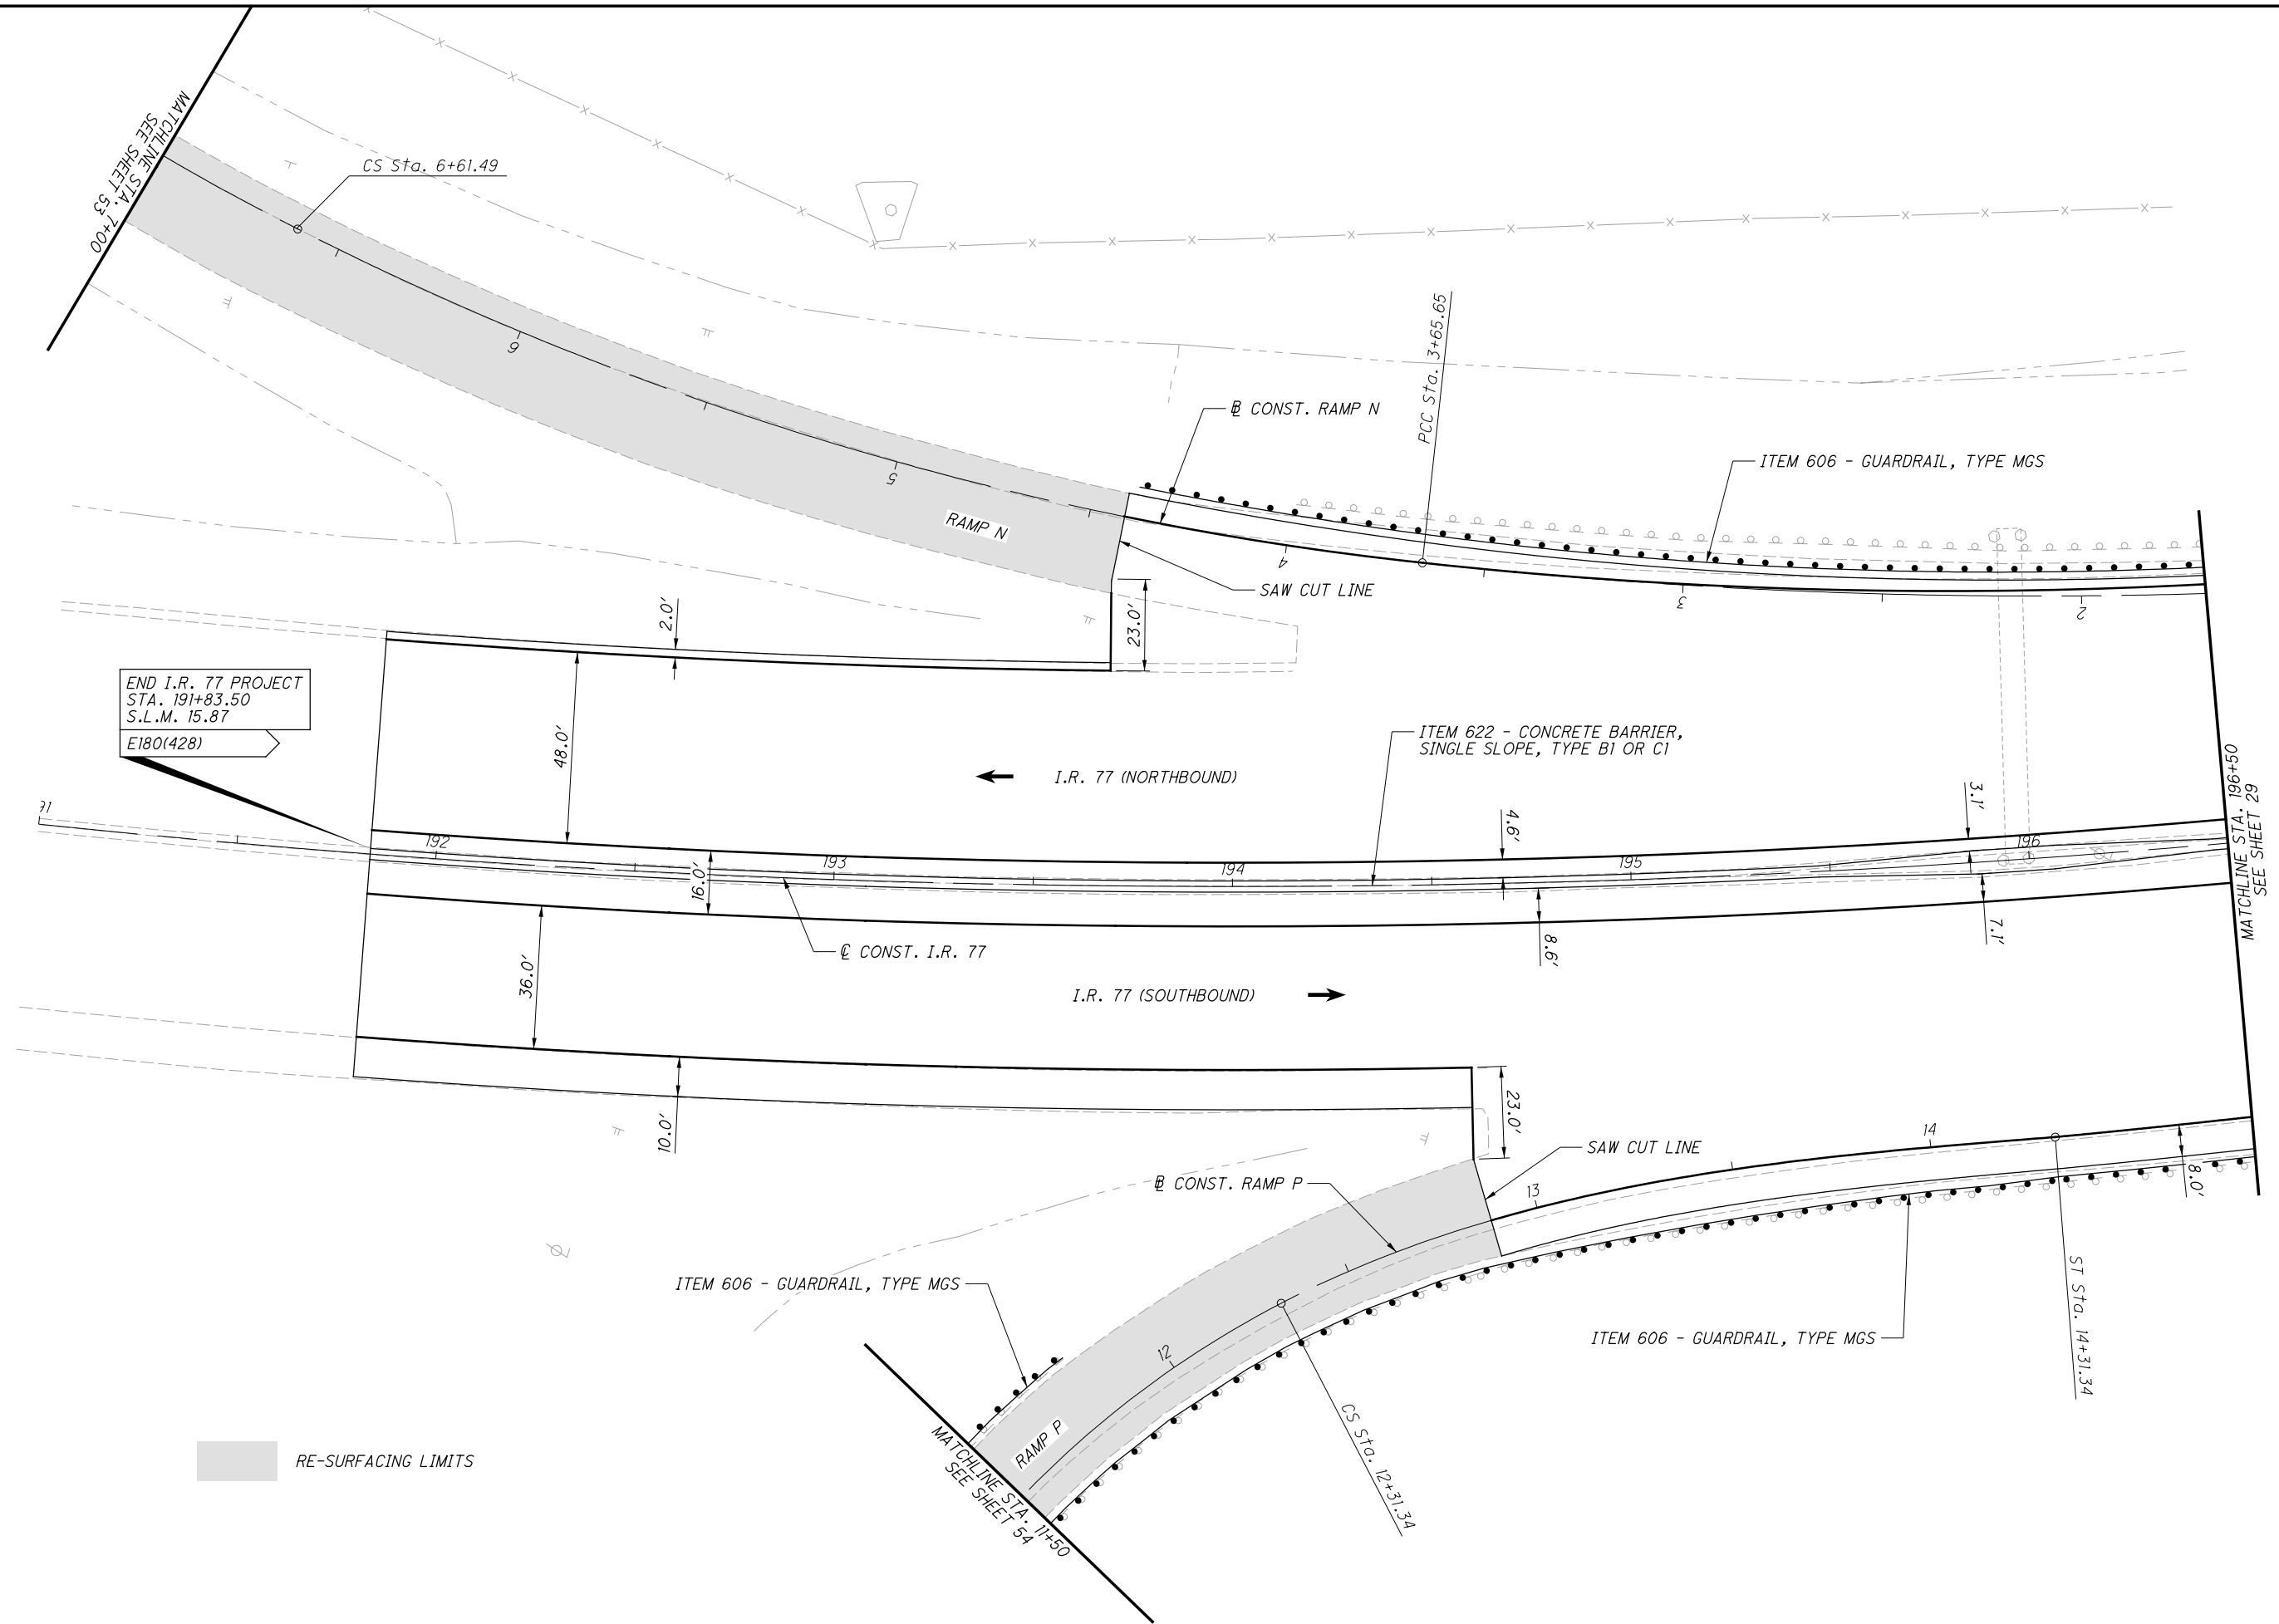 MATCHLINE STA. 7+00
SEE SHEET 53
CS Sta. 6+61.49
6
5
RAMP N
PCC Sta. 3+65.65
℄ CONST. RAMP N
ITEM 606 - GUARDRAIL, TYPE MGS
4
3
2
SAW CUT LINE
23.0'
2.0'
END I.R. 77 PROJECT
STA. 191+83.50
S.L.M. 15.87
E180(428)
48.0'
ITEM 622 - CONCRETE BARRIER,
SINGLE SLOPE, TYPE B1 OR C1
I.R. 77 (NORTHBOUND)
4.6'
3.1'
MATCHLINE STA. 196+50
SEE SHEET 29
192
193
194
195
196
16.0'
℄ CONST. I.R. 77
8.6'
7.1'
36.0'
I.R. 77 (SOUTHBOUND)
10.0'
23.0'
SAW CUT LINE
14
13
8.0'
℄ CONST. RAMP P
ITEM 606 - GUARDRAIL, TYPE MGS
ITEM 606 - GUARDRAIL, TYPE MGS
ST Sta. 14+31.34
12
CS Sta. 12+31.34
RAMP P
MATCHLINE STA. 11+50
SEE SHEET 54
RE-SURFACING LIMITS